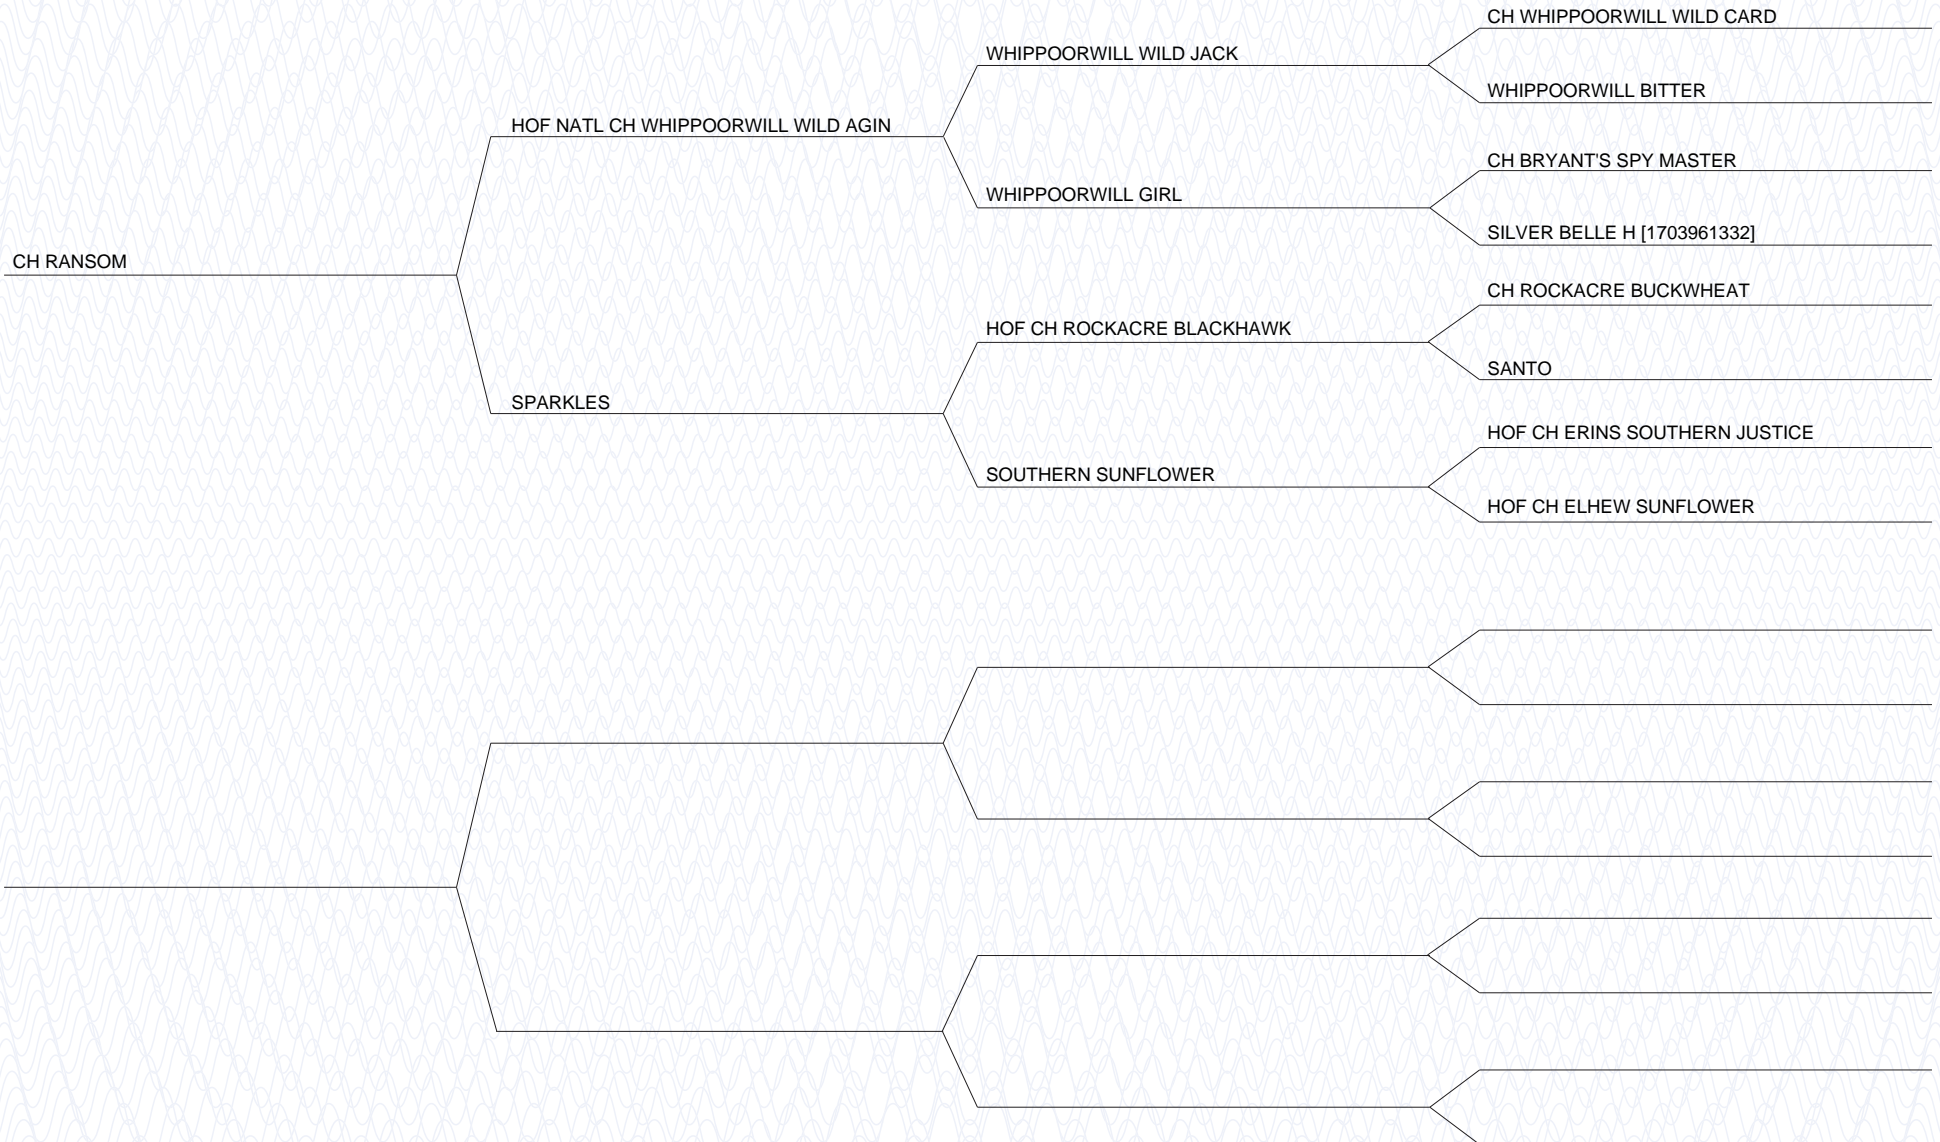 CH WHIPPOORWILL WILD CARD
WHIPPOORWILL WILD JACK
WHIPPOORWILL BITTER
HOF NATL CH WHIPPOORWILL WILD AGIN
CH BRYANT'S SPY MASTER
WHIPPOORWILL GIRL
SILVER BELLE H [1703961332]
CH RANSOM
CH ROCKACRE BUCKWHEAT
HOF CH ROCKACRE BLACKHAWK
SANTO
SPARKLES
HOF CH ERINS SOUTHERN JUSTICE
SOUTHERN SUNFLOWER
HOF CH ELHEW SUNFLOWER